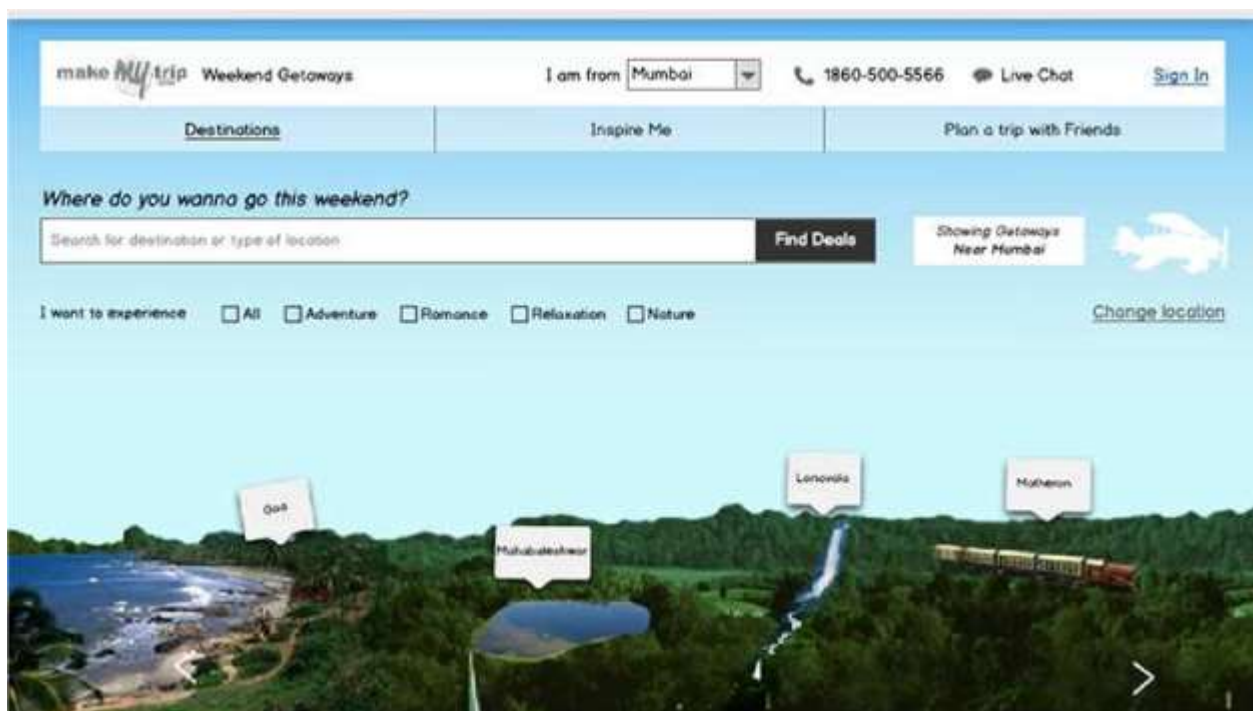 make my trip Weekend Getaways I am from Mumbai 1860-500-5566 Live Chat Sign In
Destinations Inspire Me Plan a trip with Friends
Where do you wanna go this weekend?
Search for destination or type of location Find Deals
Showing Getaways
Near Mumbai
I want to experience All Adventure Romance Relaxation Nature
Change location
Goa
Mahabaleshwar
Lonavala
Matheran